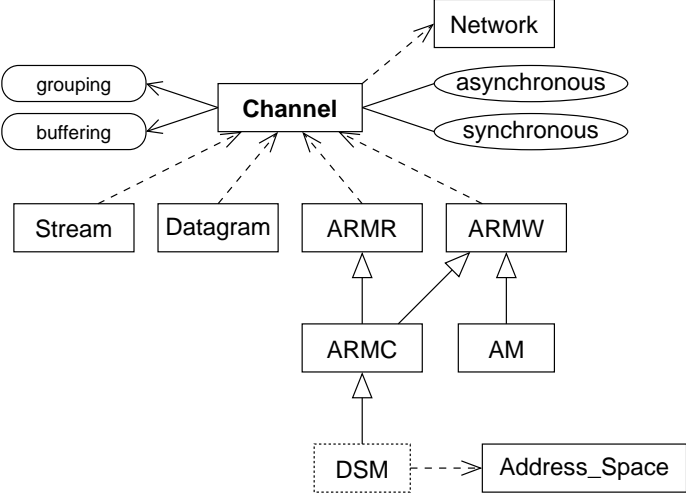 Network
grouping
asynchronous
Channel
buffering
synchronous
Stream
Datagram
ARMR
ARMW
ARMC
AM
DSM
Address_Space